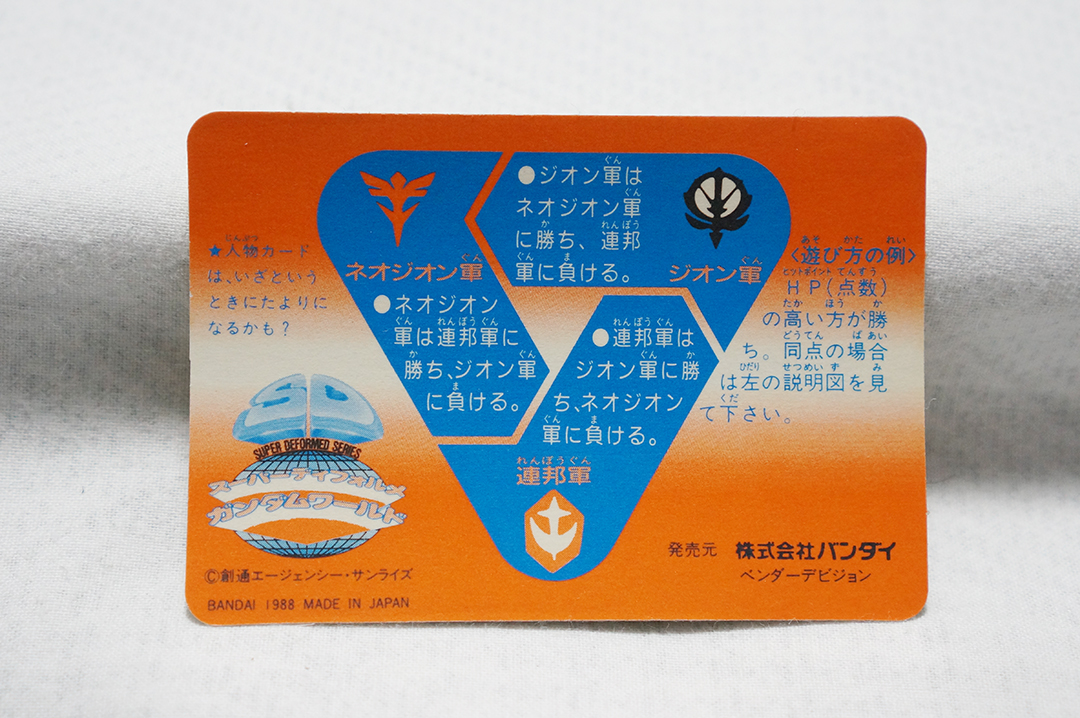 ★人物カード
は、いざという
ときにたよりに
なるかも？
ネオジオン軍
●ネオジオン
軍は連邦軍に
勝ち、ジオン軍
に負ける。
●ジオン軍は
ネオジオン軍
に勝ち、連邦
軍に負ける。
ジオン軍
●連邦軍は
ジオン軍に勝
ち、ネオジオン
軍に負ける。
連邦軍
〈遊び方の例〉
HP(点数)
の高い方が勝
ち。同点の場合
は左の説明図を見
て下さい。
SD
SUPER DEFORMED SERIES
スーパーディフォルメ
ガンダムワールド
©創通エージェンシー・サンライズ
BANDAI 1988 MADE IN JAPAN
発売元 株式会社バンダイ
ベンダーデビジョン